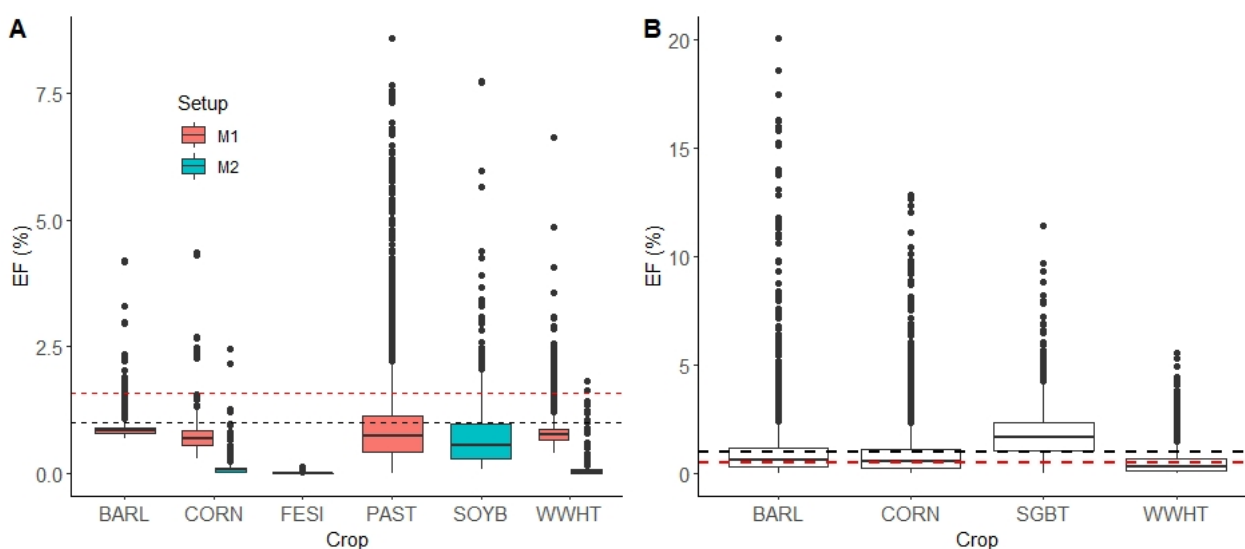 A
Setup
M1
M2
7.5
5.0
2.5
0.0
EF (%)
BARL CORN FESI PAST SOYB WWHT
Crop
B
20
15
10
5
0
EF (%)
BARL CORN SGBT WWHT
Crop